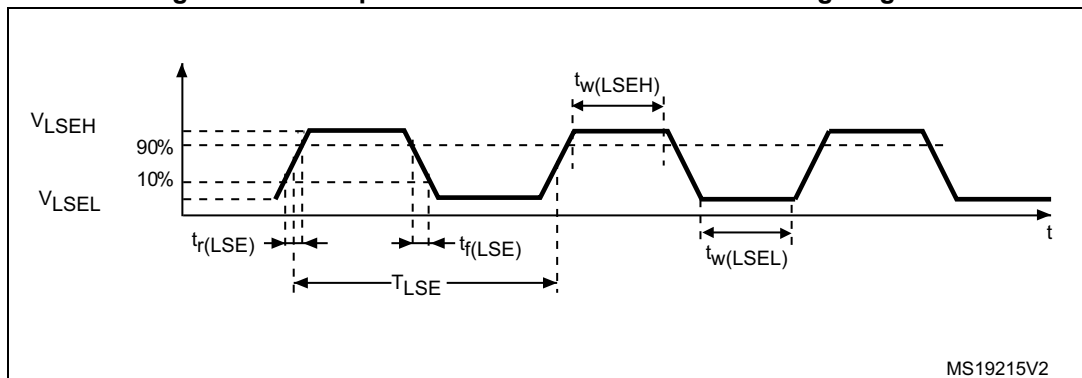 tw(LSEH)
VLSEH
90%
10%
VLSEL
tr(LSE)
tf(LSE)
tw(LSEL)
t
TLSE
MS19215V2